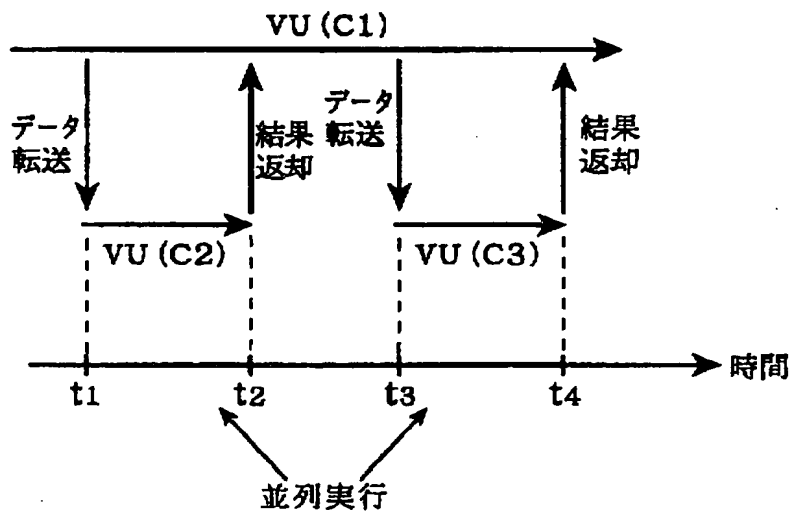 VU(C1)
データ
転送
結果
返却
データ
転送
結果
返却
VU(C2)
VU(C3)
時間
t1
t2
t3
t4
並列実行